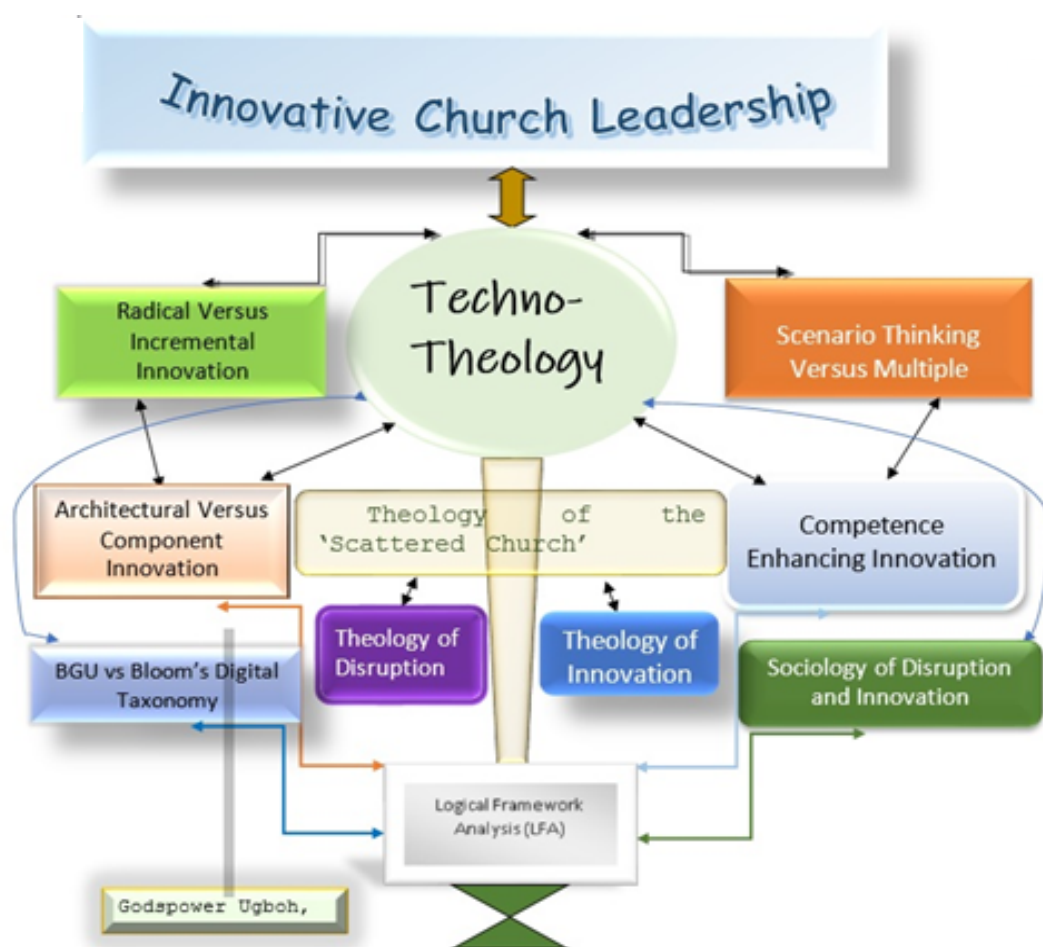 Innovative Church Leadership
Techno-
Theology
Radical Versus
Incremental
Innovation
Scenario Thinking
Versus Multiple
Architectural Versus
Component
Innovation
Theology of the
‘Scattered Church’
Competence
Enhancing Innovation
Theology of
Disruption
Theology of
Innovation
BGU vs Bloom’s Digital
Taxonomy
Sociology of Disruption
and Innovation
Logical Framework
Analysis (LFA)
Godspower Ugboh,